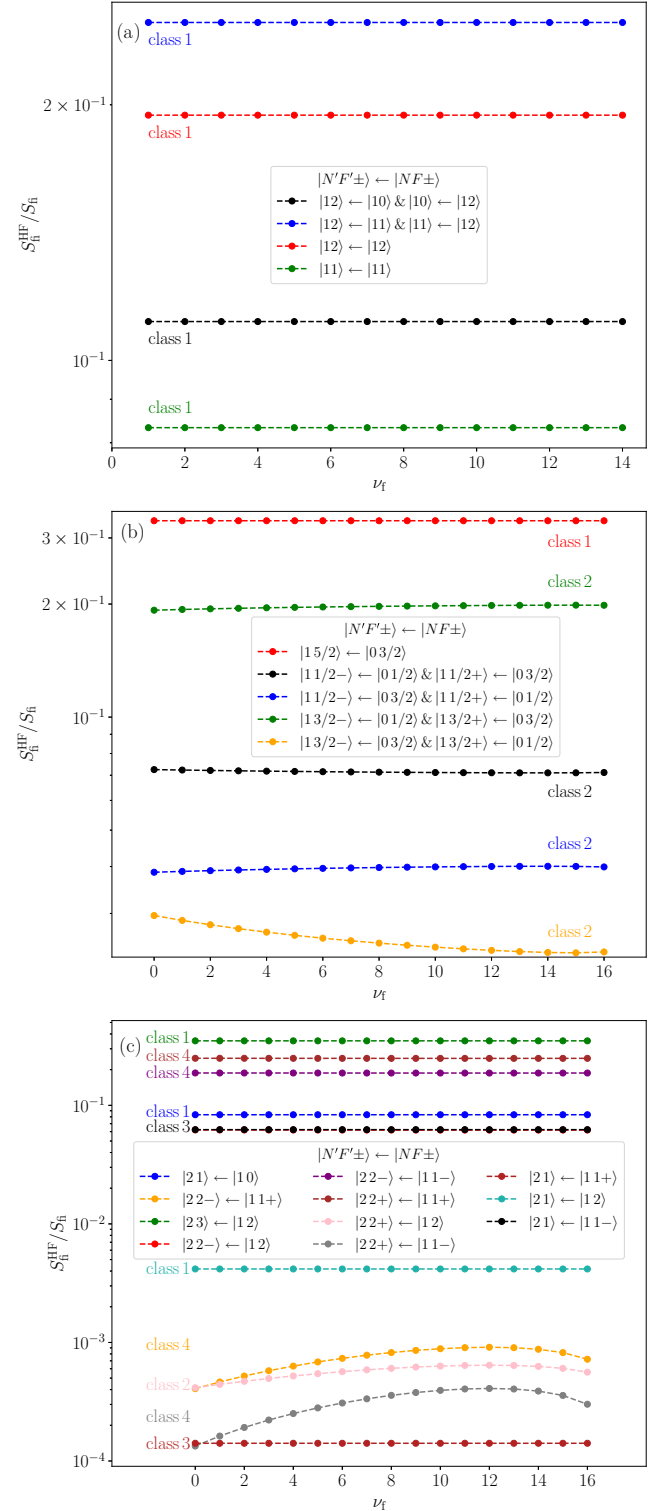 (a)
class 1
2 × 10⁻¹
class 1
|N′F′±⟩ ← |NF±⟩
|12⟩ ← |10⟩ & |10⟩ ← |12⟩
|12⟩ ← |11⟩ & |11⟩ ← |12⟩
|12⟩ ← |12⟩
|11⟩ ← |11⟩
S_fi^HF/S_fi
class 1
10⁻¹
class 1
0 2 4 6 8 10 12 14
ν_f
(b)
3 × 10⁻¹
class 1
class 2
2 × 10⁻¹
|N′F′±⟩ ← |NF±⟩
|1 5/2⟩ ← |0 3/2⟩
|1 1/2−⟩ ← |0 1/2⟩ & |1 1/2+⟩ ← |0 3/2⟩
|1 1/2−⟩ ← |0 3/2⟩ & |1 1/2+⟩ ← |0 1/2⟩
|1 3/2−⟩ ← |0 1/2⟩ & |1 3/2+⟩ ← |0 3/2⟩
|1 3/2−⟩ ← |0 3/2⟩ & |1 3/2+⟩ ← |0 1/2⟩
10⁻¹
S_fi^HF/S_fi
class 2
class 2
class 2
0 2 4 6 8 10 12 14 16
ν_f
(c)
class 1
class 4
class 4
10⁻¹
class 1
class 3
|N′F′±⟩ ← |NF±⟩
|2 1⟩ ← |1 0⟩ |2 2−⟩ ← |1 1−⟩ |2 1⟩ ← |1 1+⟩
|2 2−⟩ ← |1 1+⟩ |2 2+⟩ ← |1 1+⟩ |2 1⟩ ← |1 2⟩
|2 3⟩ ← |1 2⟩ |2 2+⟩ ← |1 2⟩ |2 1⟩ ← |1 1−⟩
|2 2−⟩ ← |1 2⟩ |2 2+⟩ ← |1 1−⟩
10⁻²
S_fi^HF/S_fi
class 1
10⁻³
class 4
class 2
class 4
class 3
10⁻⁴
0 2 4 6 8 10 12 14 16
ν_f